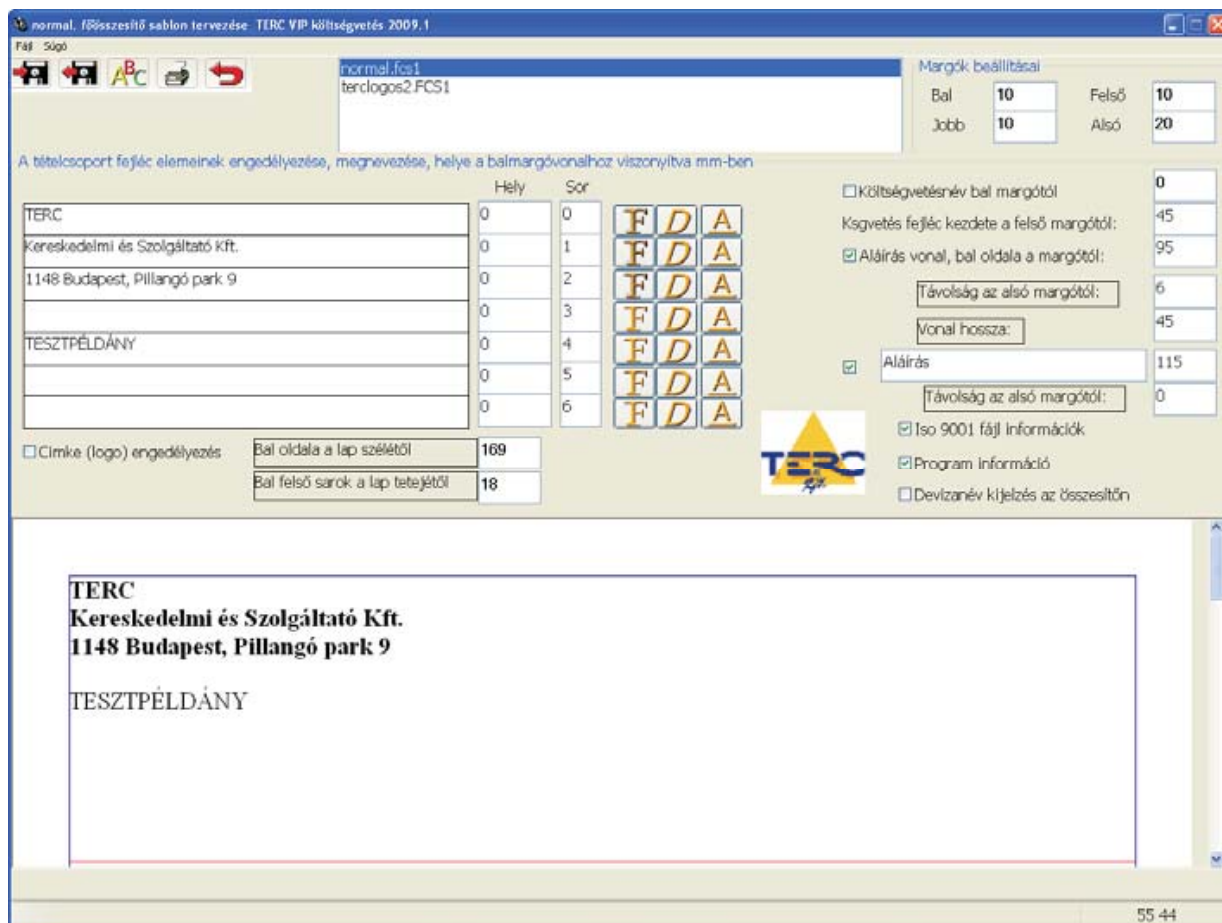 normal, főösszesítő sablon tervezése TERC VIP költségvetés 2009.1
Fájl Súgó
ABC
normal.fcs1
terclogos2.FCS1
Margók beállításai
Bal 10 Felső 10
Jobb 10 Alsó 20
A tételcsoport fejléc elemeinek engedélyezése, megnevezése, helye a balmargóvonalhoz viszonyítva mm-ben
Hely Sor
TERC 0 0 F D A
Kereskedelmi és Szolgáltató Kft. 0 1 F D A
1148 Budapest, Pillangó park 9 0 2 F D A
0 3 F D A
TESZTPÉLDÁNY 0 4 F D A
0 5 F D A
0 6 F D A
Költségvetésnév bal margótól 0
Ksgvetés fejléc kezdete a felső margótól: 45
Aláírás vonal, bal oldala a margótól: 95
Távolság az alsó margótól: 6
Vonal hossza: 45
Aláírás 115
Távolság az alsó margótól: 0
Iso 9001 fájl információk
Program információ
Devizanév kijelzés az összesítőn
Cimke (logo) engedélyezés
Bal oldala a lap szélétől 169
Bal felső sarok a lap tetejétől 18
TERC
Kft.
TERC
Kereskedelmi és Szolgáltató Kft.
1148 Budapest, Pillangó park 9
TESZTPÉLDÁNY
55 44